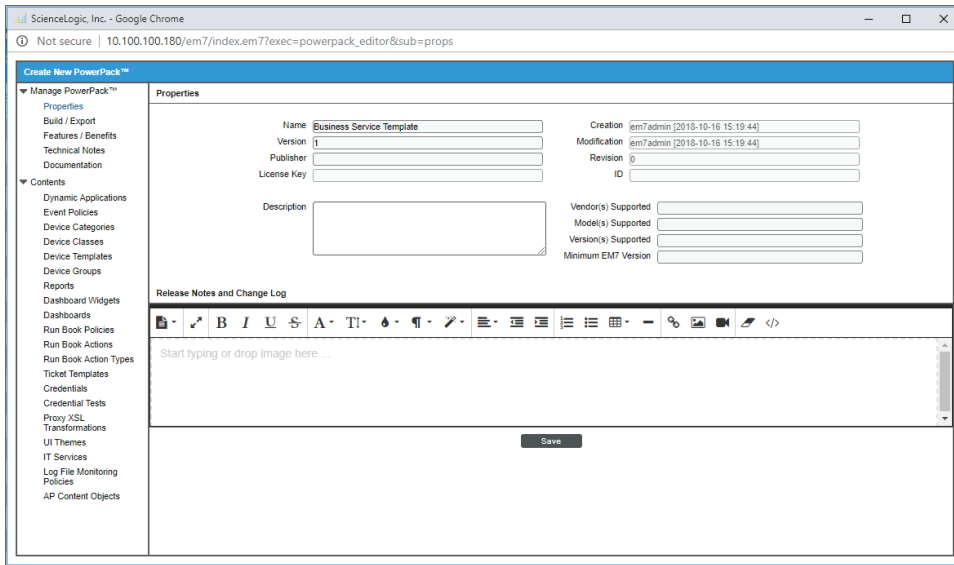 ScienceLogic, Inc. - Google Chrome
Not secure | 10.100.100.180/em7/index.em7?exec=powerpack_editor&sub=props
Create New PowerPack™
Manage PowerPack™
Properties
Build / Export
Features / Benefits
Technical Notes
Documentation
Contents
Dynamic Applications
Event Policies
Device Categories
Device Classes
Device Templates
Device Groups
Reports
Dashboard Widgets
Dashboards
Run Book Policies
Run Book Actions
Run Book Action Types
Ticket Templates
Credentials
Credential Tests
Proxy XSL
Transformations
UI Themes
IT Services
Log File Monitoring
Policies
AP Content Objects
Properties
Name Business Service Template
Version 1
Publisher
License Key
Creation em7admin [2018-10-16 15:19:44]
Modification em7admin [2018-10-16 15:19:44]
Revision 0
ID
Description
Vendor(s) Supported
Model(s) Supported
Version(s) Supported
Minimum EM7 Version
Release Notes and Change Log
B I U S A T
Start typing or drop image here ...
Save